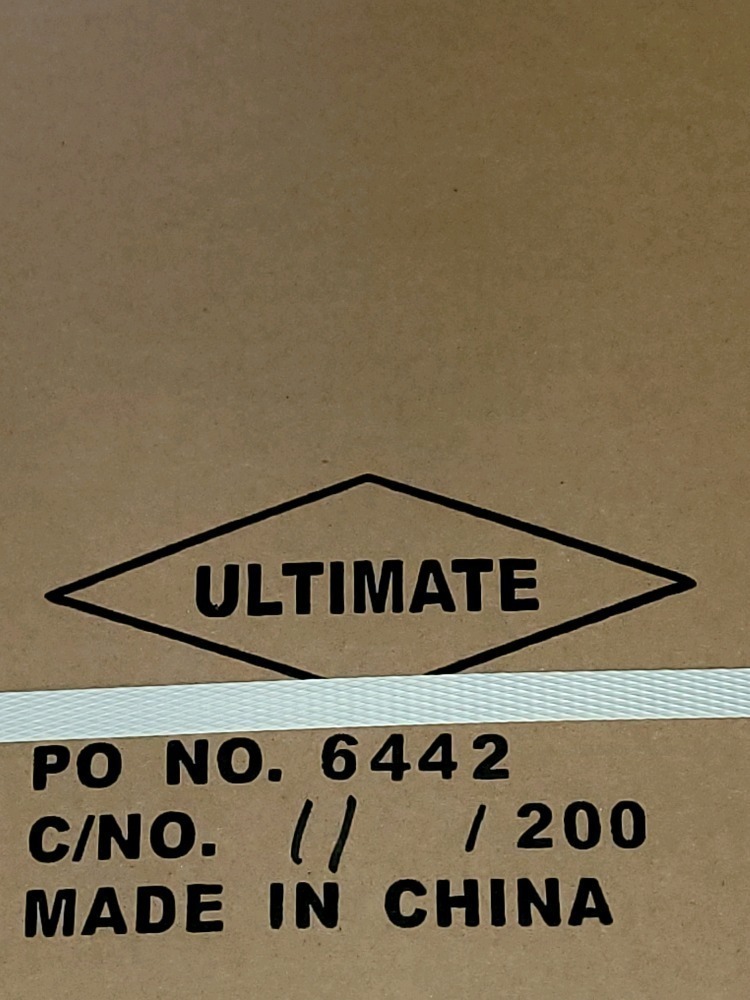 ULTIMATE
PO NO. 6442
C/NO. 11 / 200
MADE IN CHINA